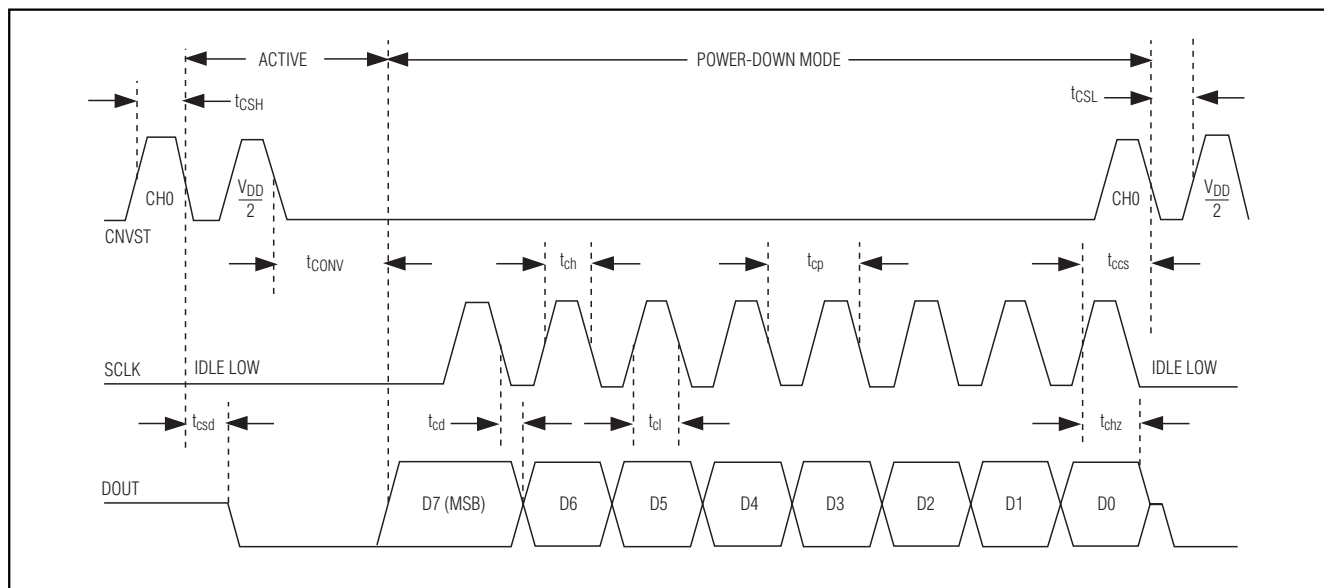 ACTIVE
POWER-DOWN MODE
tCSH
tCSL
CH0
VDD
2
CH0
VDD
2
CNVST
tCONV
tch
tcp
tccs
SCLK
IDLE LOW
IDLE LOW
tcsd
tcd
tcl
tchz
DOUT
D7 (MSB)
D6
D5
D4
D3
D2
D1
D0